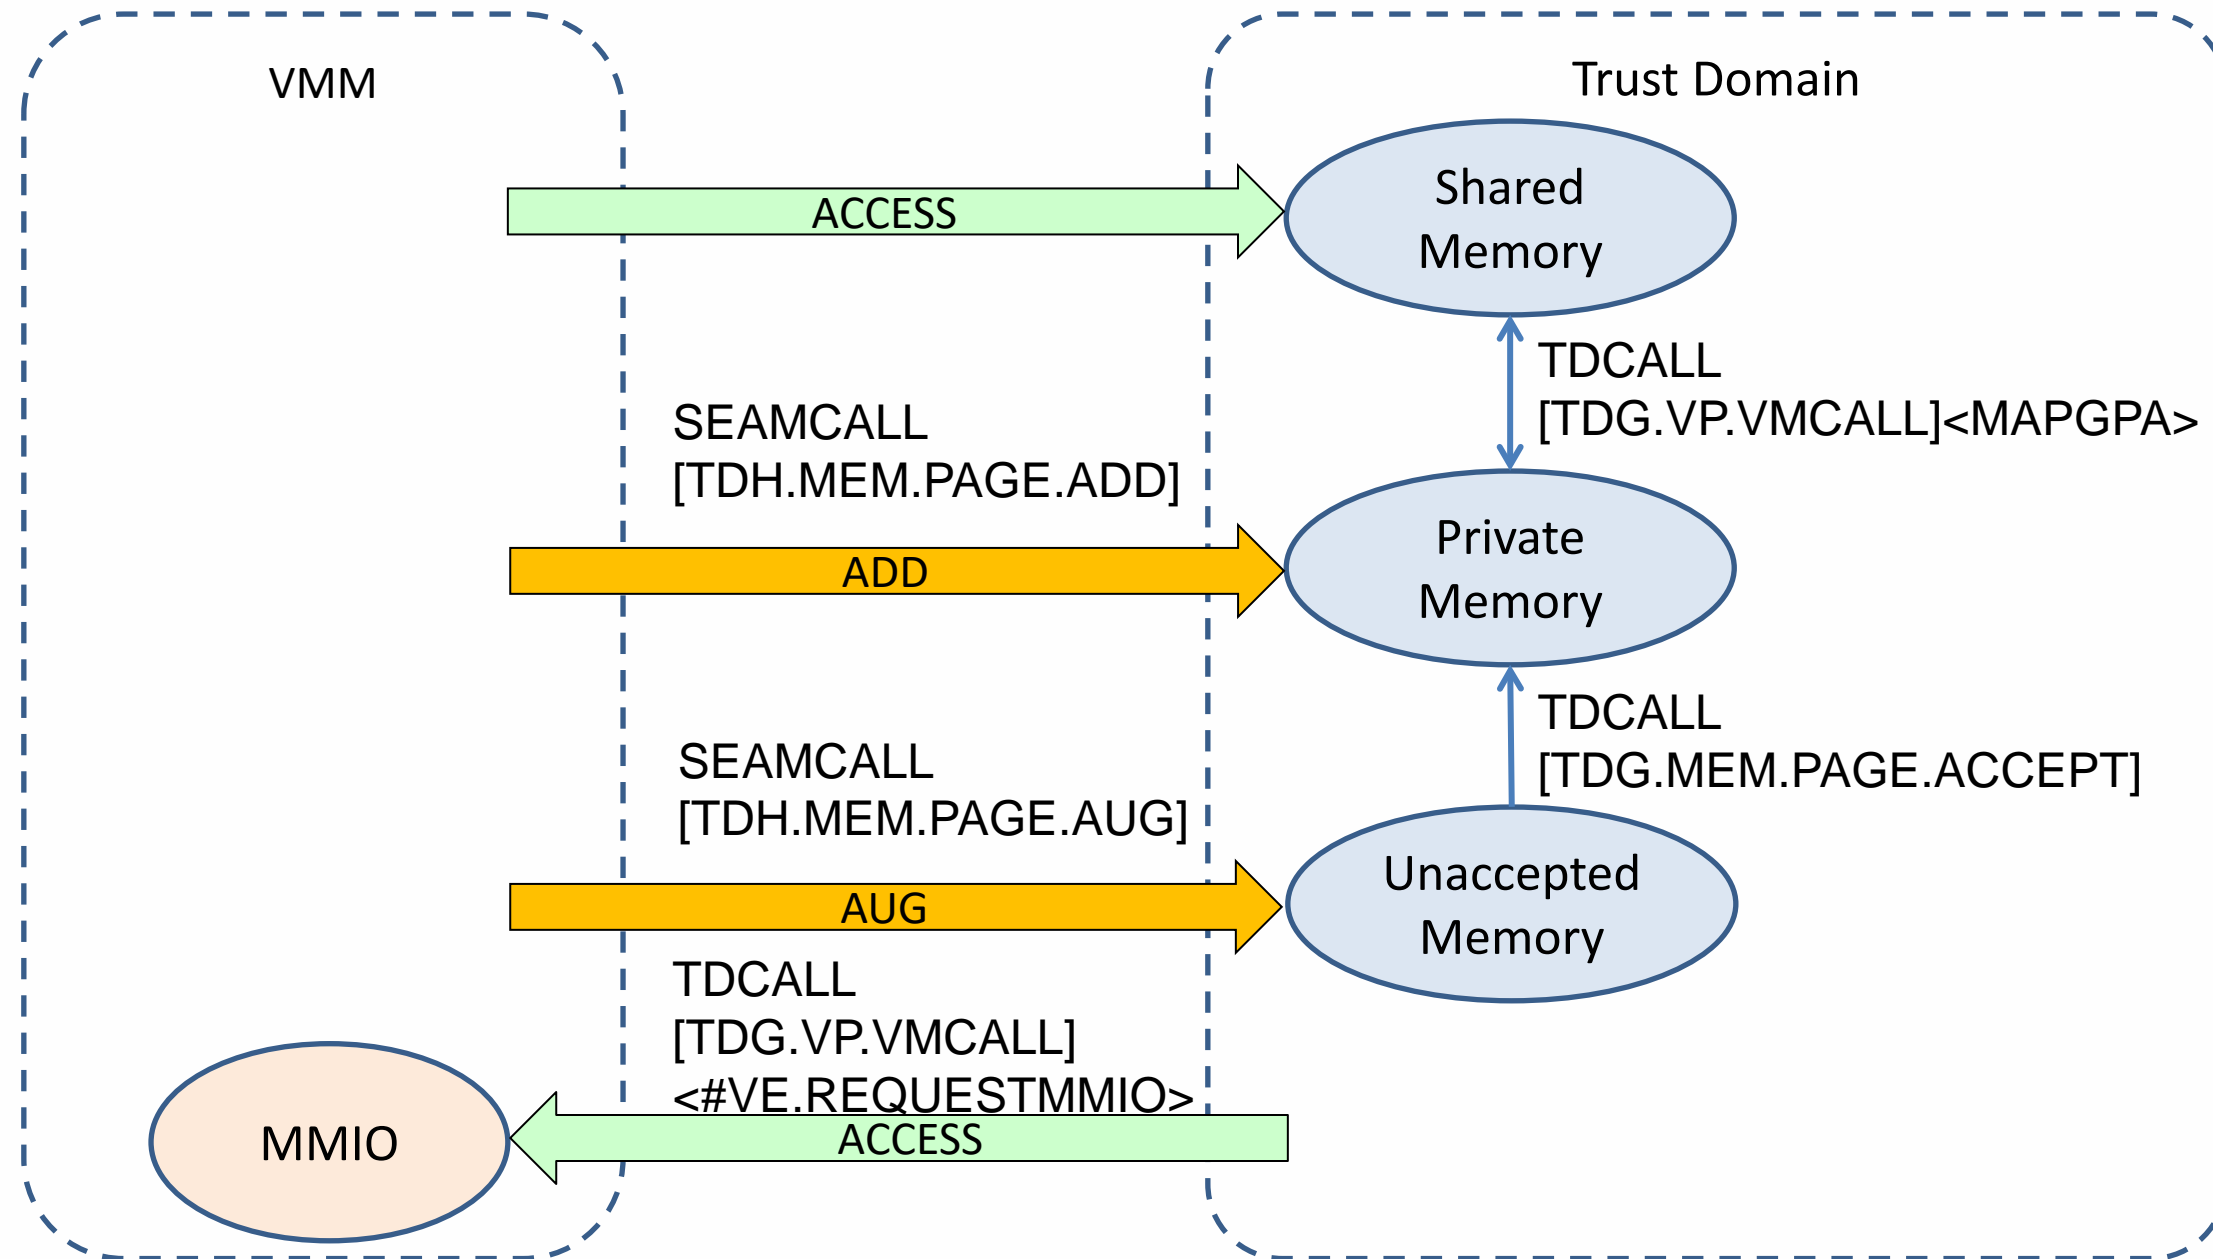 VMM
Trust Domain
ACCESS
Shared
Memory
TDCALL
[TDG.VP.VMCALL]<MAPGPA>
SEAMCALL
[TDH.MEM.PAGE.ADD]
ADD
Private
Memory
TDCALL
[TDG.MEM.PAGE.ACCEPT]
SEAMCALL
[TDH.MEM.PAGE.AUG]
AUG
Unaccepted
Memory
TDCALL
[TDG.VP.VMCALL]
<#VE.REQUESTMMIO>
ACCESS
MMIO